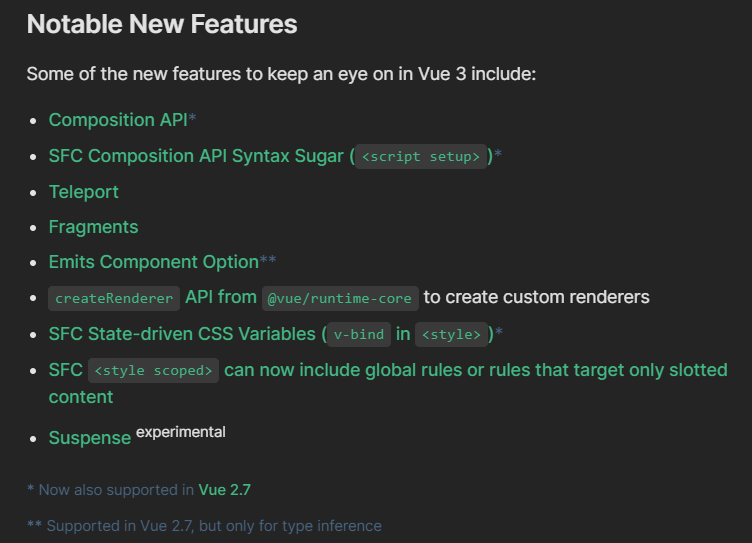 Notable New Features
Some of the new features to keep an eye on in Vue 3 include:
• Composition API*
• SFC Composition API Syntax Sugar (<script setup>)*
• Teleport
• Fragments
• Emits Component Option**
• createRenderer API from @vue/runtime-core to create custom renderers
• SFC State-driven CSS Variables (v-bind in <style>)*
• SFC <style scoped> can now include global rules or rules that target only slotted
content
• Suspense experimental
* Now also supported in Vue 2.7
** Supported in Vue 2.7, but only for type inference